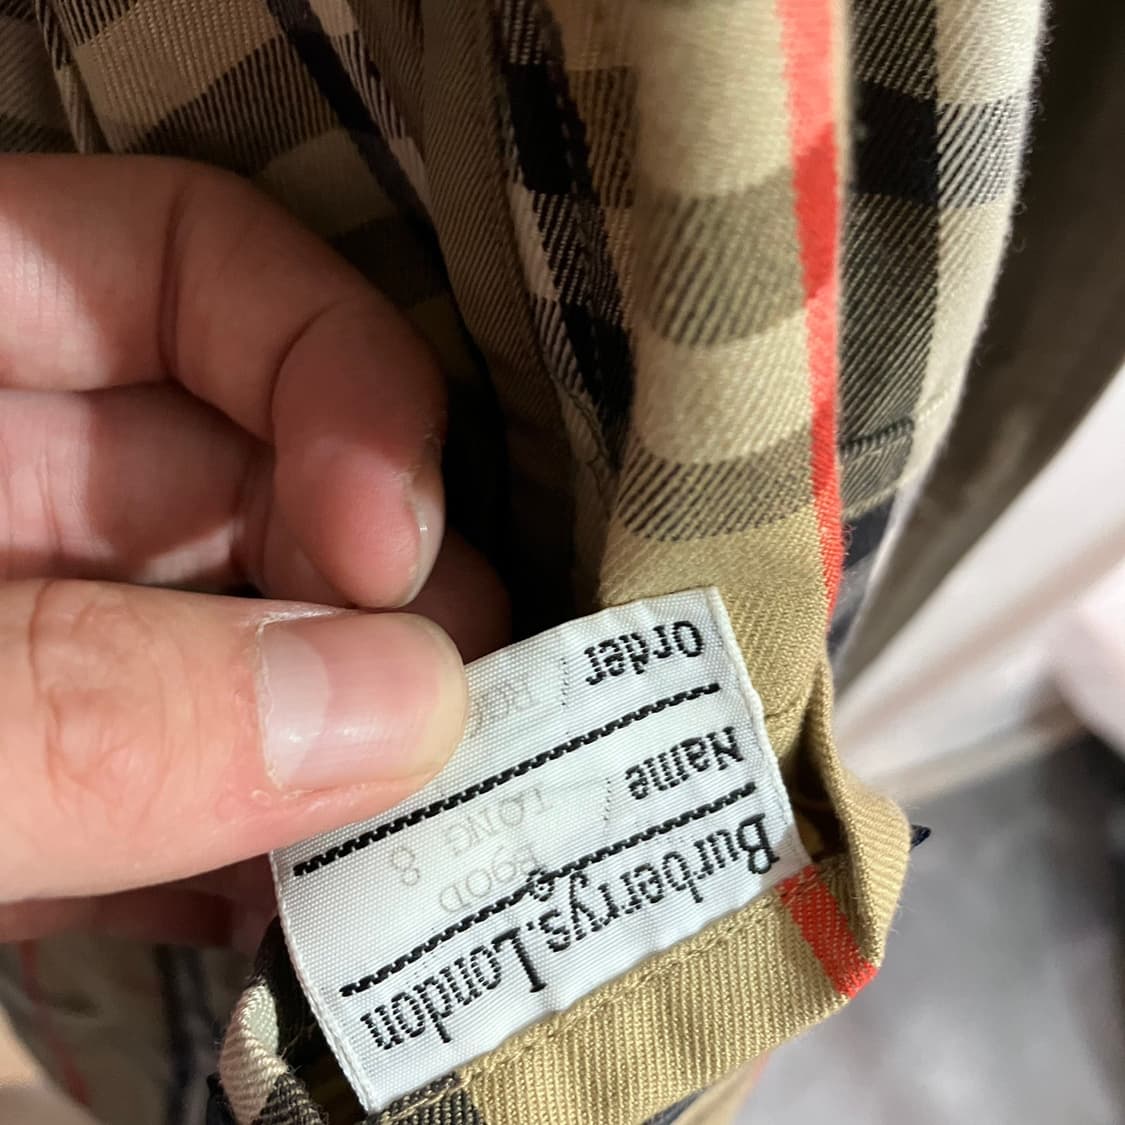 Burberrys. London
Name
LONG 8
Order